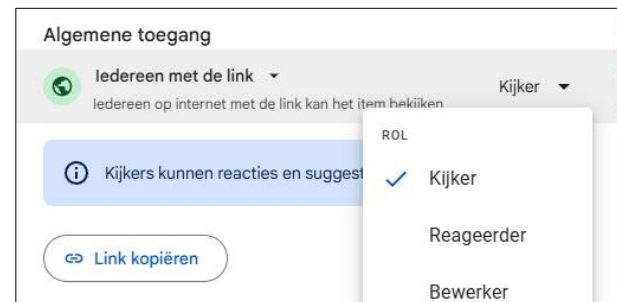 Algemene toegang
Iedereen met de link
Kijker
Iedereen op internet met de link kan het item bekijken
ROL
Kijkers kunnen reacties en suggest
Kijker
Reageerder
Link kopiëren
Bewerker